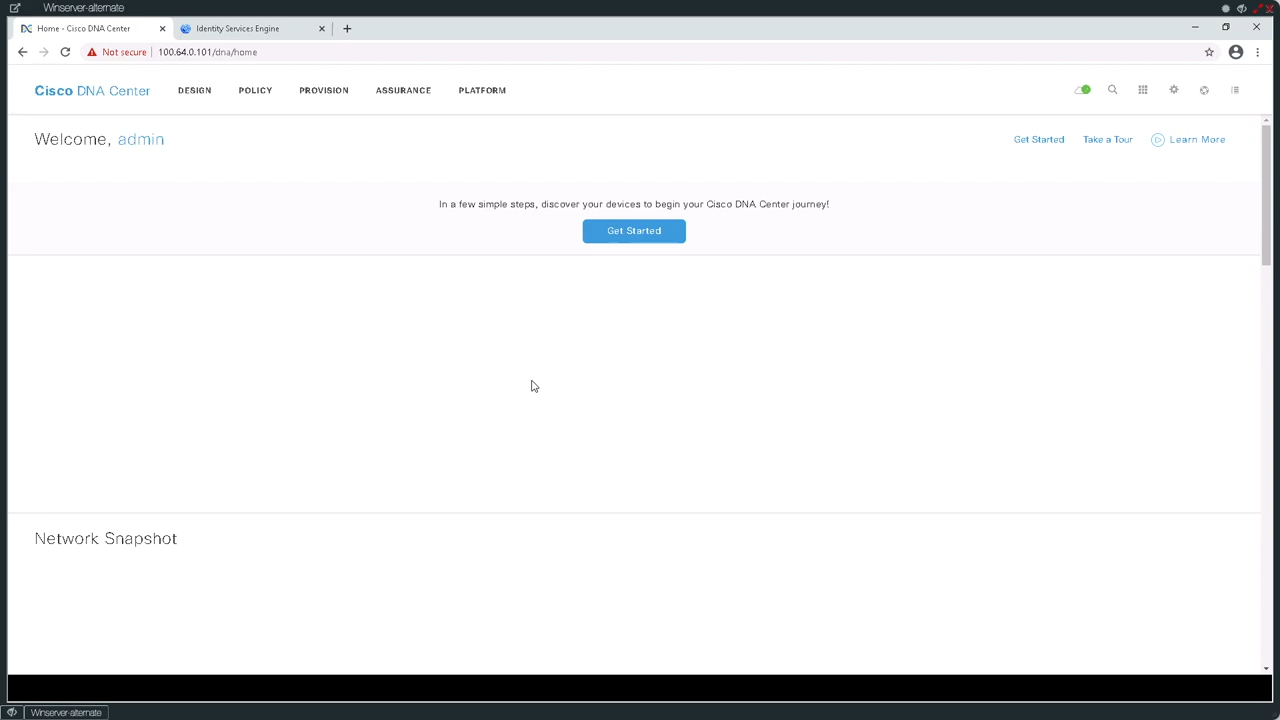 Winserver-alternate
Home - Cisco DNA Center
Identity Services Engine
Not secure
100.64.0.101/dna/home
Cisco DNA Center
DESIGN
POLICY
PROVISION
ASSURANCE
PLATFORM
Welcome, admin
Get Started
Take a Tour
Learn More
In a few simple steps, discover your devices to begin your Cisco DNA Center journey!
Get Started
Network Snapshot
Winserver-alternate